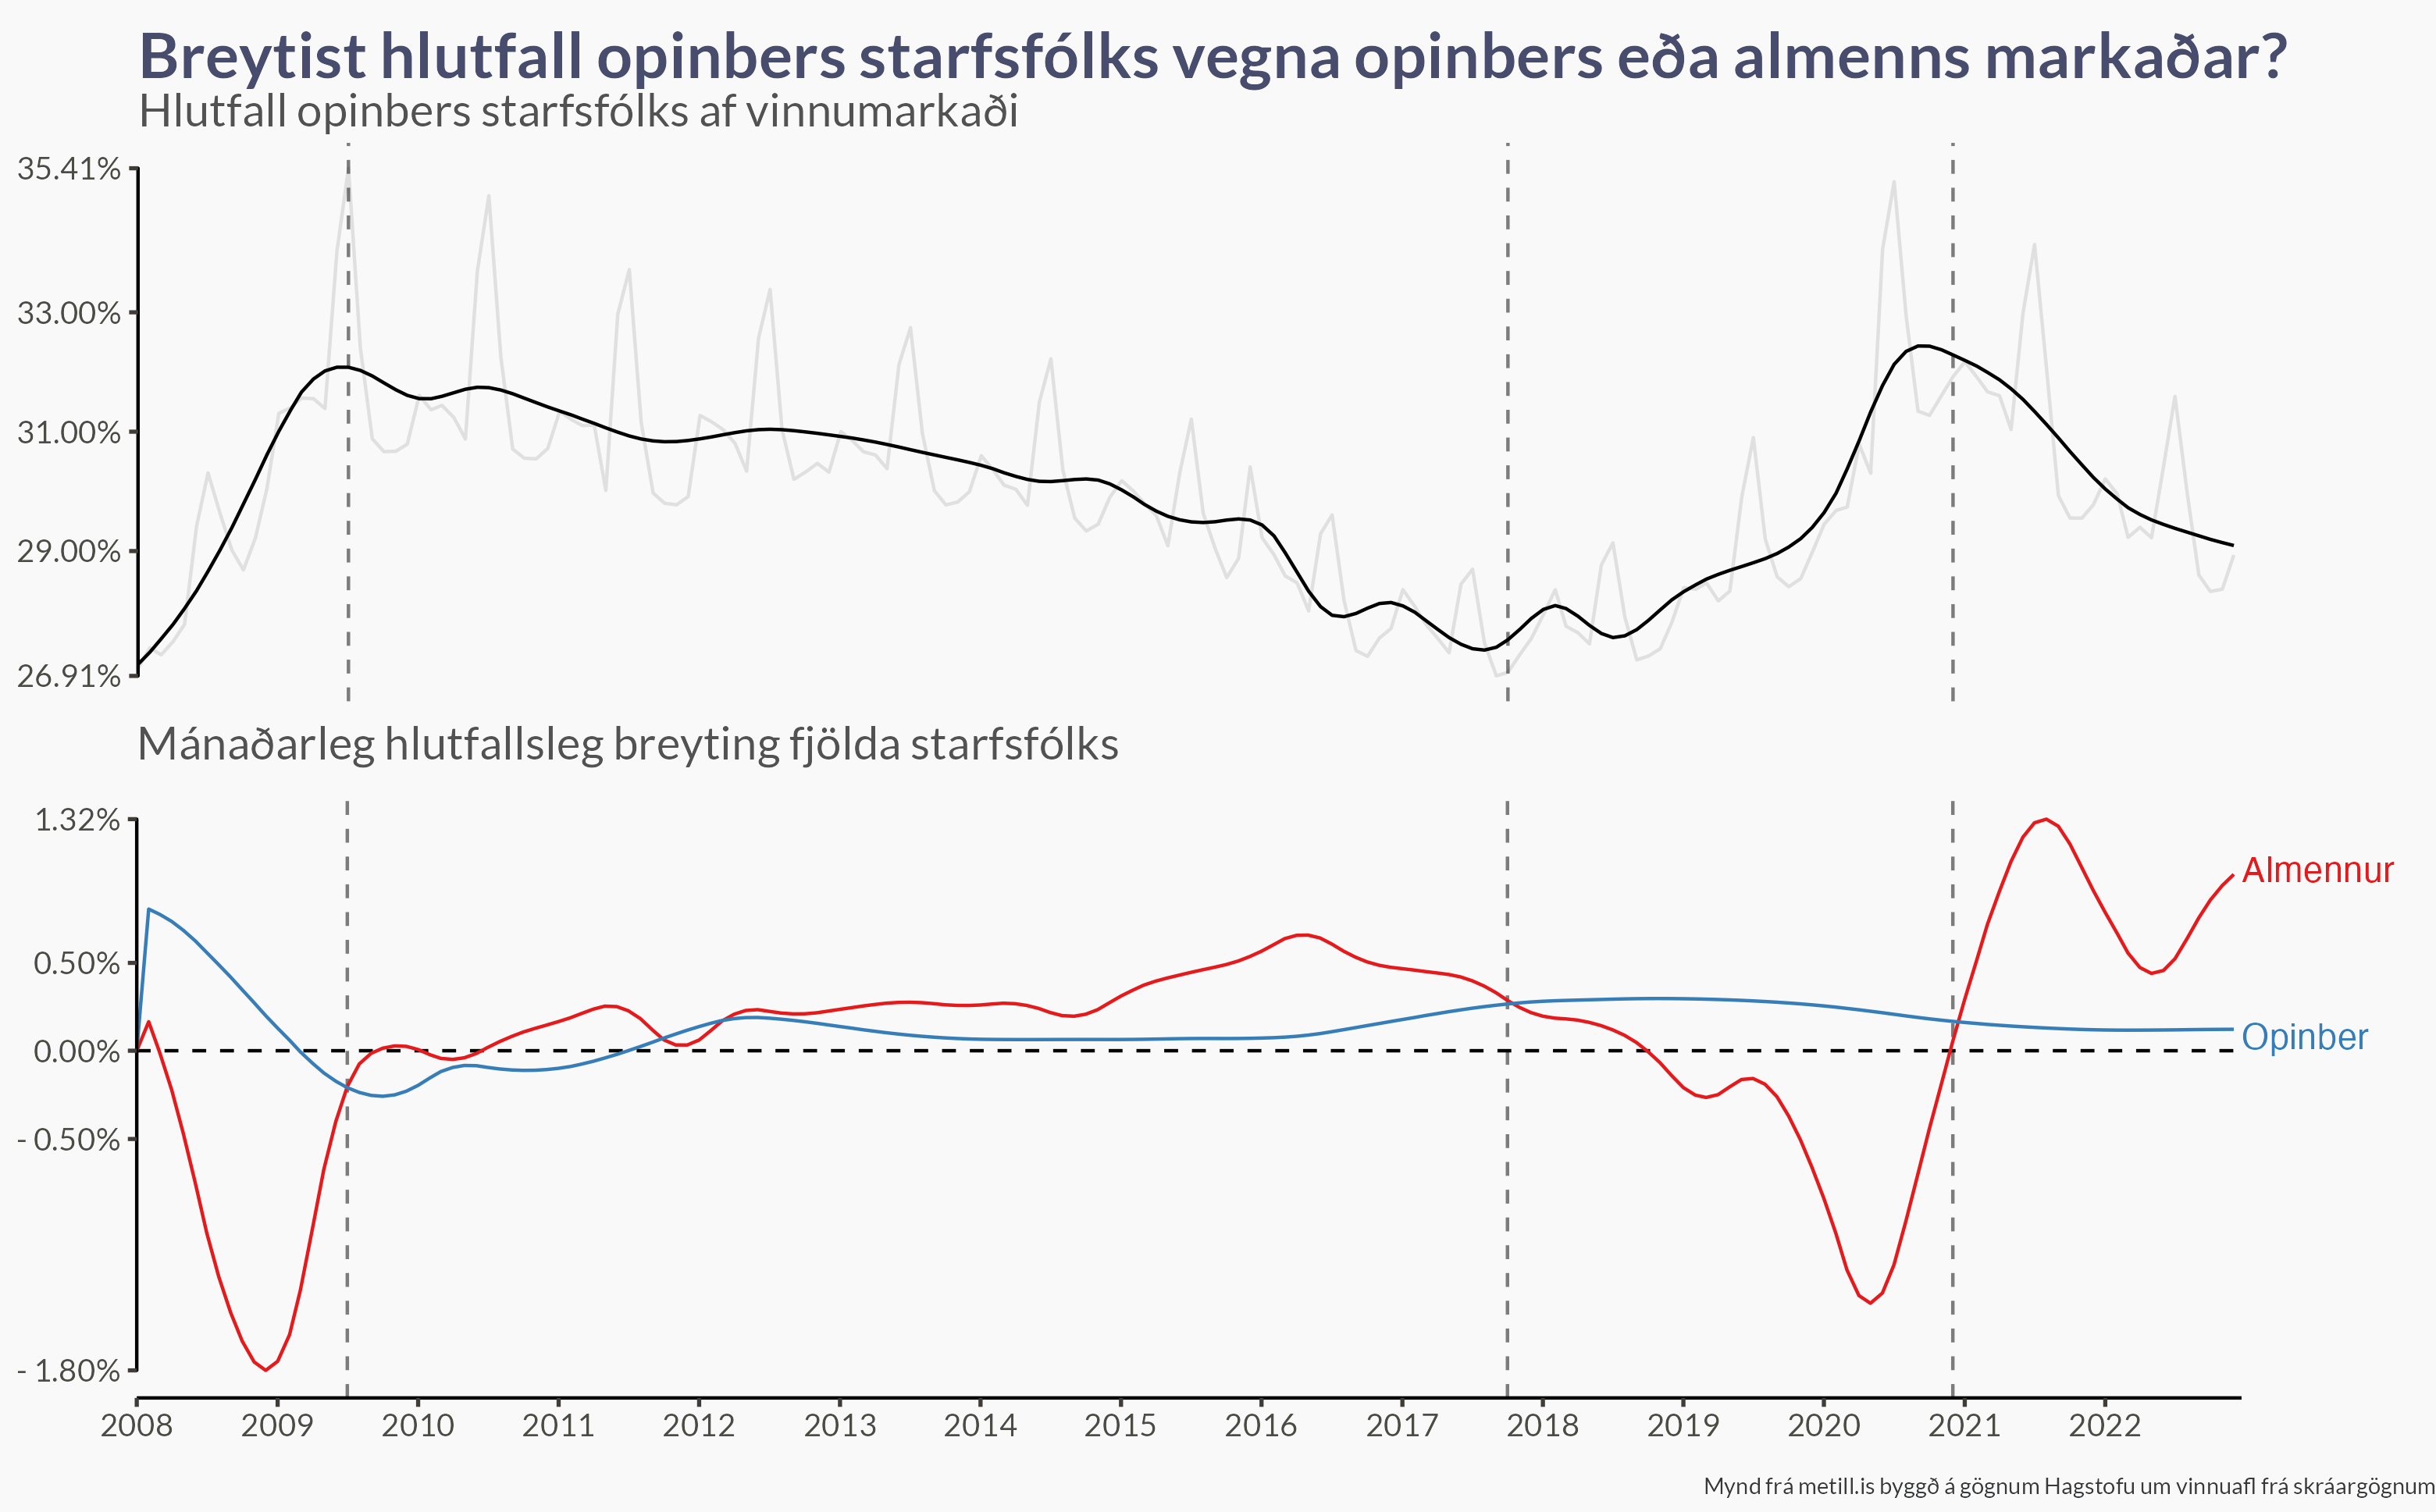 Breytist hlutfall opinbers starfsfólks vegna opinbers eða almenns markaðar?
Hlutfall opinbers starfsfólks af vinnumarkaði
35.41%
33.00%
31.00%
29.00%
26.91%
Mánaðarleg hlutfallsleg breyting fjölda starfsfólks
1.32%
0.50%
0.00%
- 0.50%
- 1.80%
Almennur
Opinber
2008 2009 2010 2011 2012 2013 2014 2015 2016 2017 2018 2019 2020 2021 2022
Mynd frá metill.is byggð á gögnum Hagstofu um vinnuafl frá skráargögnum